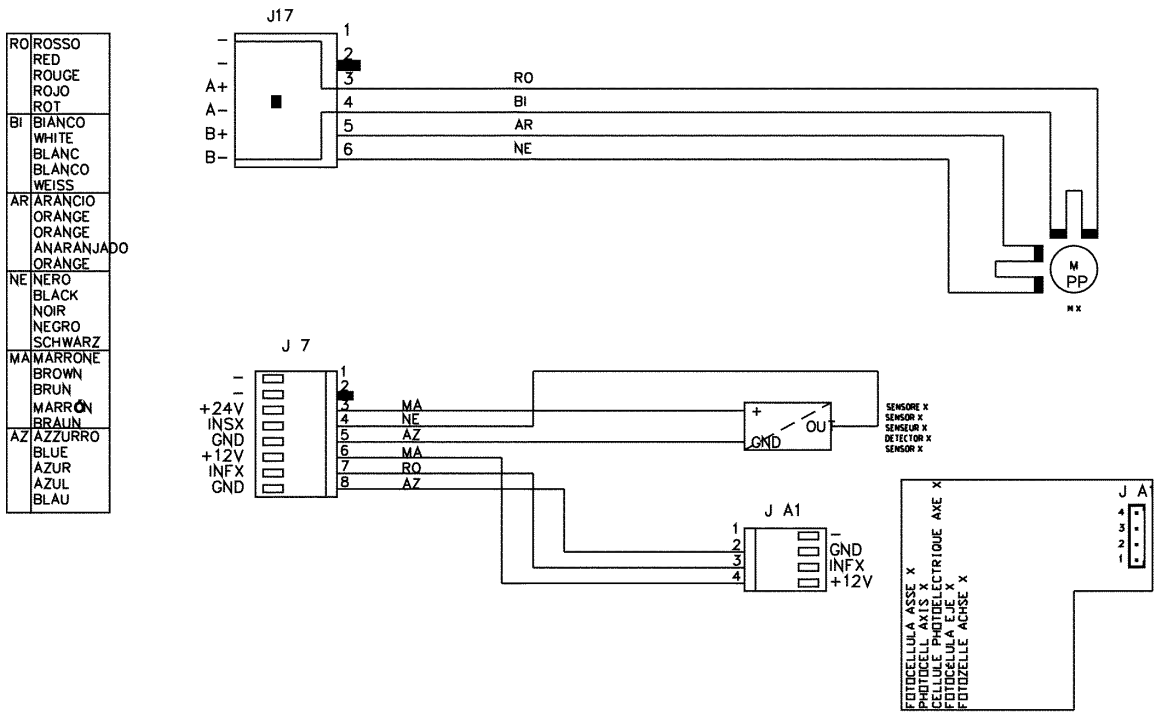 RO ROSSO
RED
ROUGE
ROJO
ROT
BI BIANCO
WHITE
BLANC
BLANCO
WEISS
AR ARANCIO
ORANGE
ORANGE
ANARANJADO
ORANGE
NE NERO
BLACK
NOIR
NEGRO
SCHWARZ
MA MARRONE
BROWN
BRUN
MARRÓN
BRAUN
AZ AZZURRO
BLUE
AZUR
AZUL
BLAU
J17
- 1
- 2
A+ 3 RO
A- 4 BI
B+ 5 AR
B- 6 NE
M
PP
MX
J 7
- 1
- 2
+24V 3 MA
INSX 4 NE
GND 5 AZ
+12V 6 MA
INFX 7 RO
GND 8 AZ
+
OUT
GND
SENSORE X
SENSOR X
SENSEUR X
DETECTOR X
SENSOR X
J A1
1 -
2 GND
3 INFX
4 +12V
J A1
4
3
2
1
FOTOCELLULA ASSE X
PHOTOCELL AXIS X
CELLULE PHOTOELECTRIQUE AXE X
FOTOCÉLULA EJE X
FOTOZELLE ACHSE X